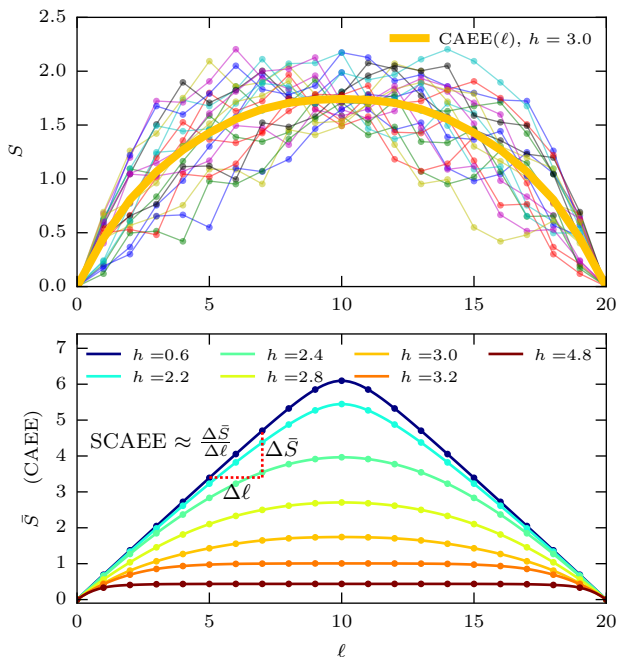 CAEE(ℓ), h = 3.0
2.5
2.0
1.5
1.0
0.5
0.0
S
0 5 10 15 20
h =0.6 h =2.4 h =3.0 h =4.8
h =2.2 h =2.8 h =3.2
7
6
5
4
3
2
1
0
S̄ (CAEE)
SCAEE ≈ ΔS̄/Δℓ
ΔS̄
Δℓ
0 5 10 15 20
ℓ